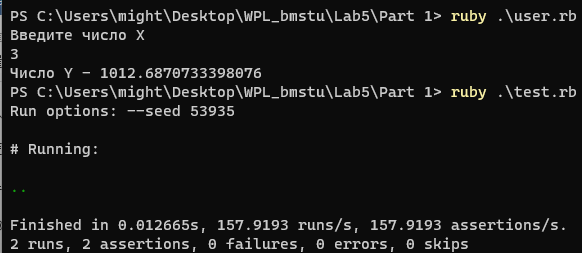 PS C:\Users\might\Desktop\WPL_bmstu\Lab5\Part 1> ruby .\user.rb
Введите число X
3
Число Y – 1012.6870733398076
PS C:\Users\might\Desktop\WPL_bmstu\Lab5\Part 1> ruby .\test.rb
Run options: --seed 53935
# Running:
..
Finished in 0.012665s, 157.9193 runs/s, 157.9193 assertions/s.
2 runs, 2 assertions, 0 failures, 0 errors, 0 skips